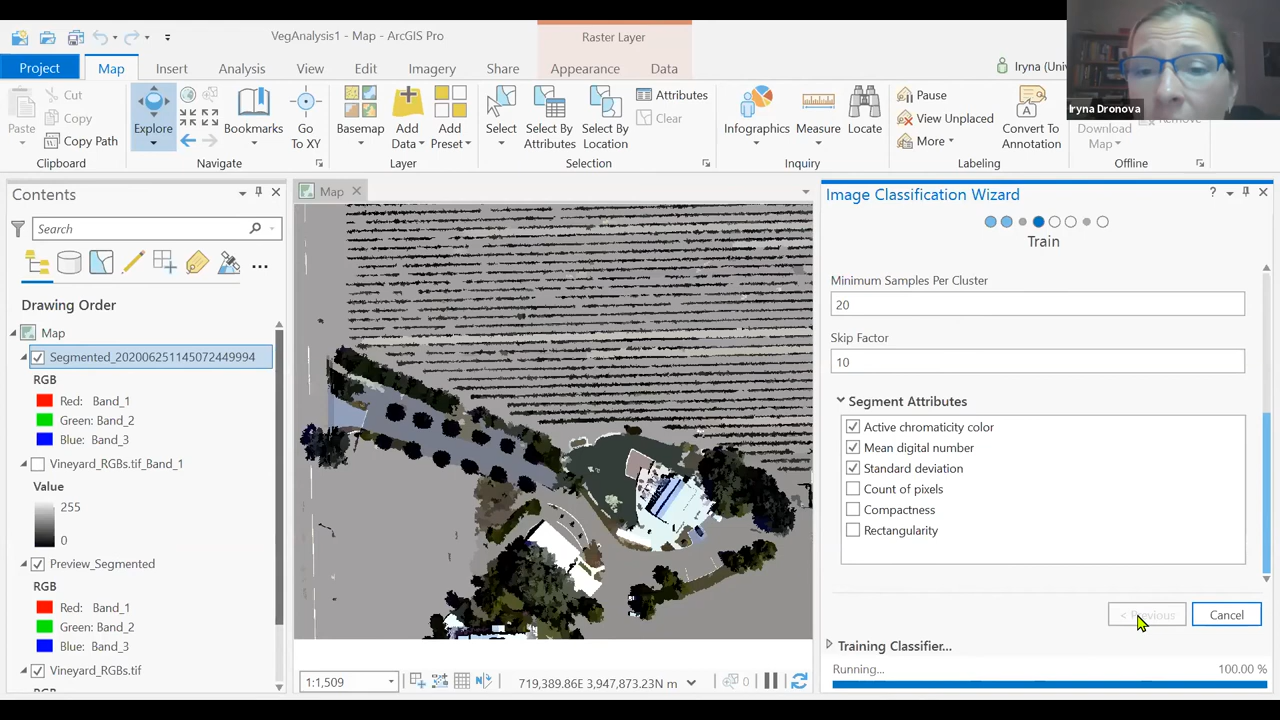 VegAnalysis1 - Map - ArcGIS Pro
Raster Layer
Project
Map
Insert
Analysis
View
Edit
Imagery
Share
Appearance
Data
Iryna (Univ
Iryna Dronova
Paste
Cut
Copy
Copy Path
Clipboard
Explore
Bookmarks
Go
To XY
Navigate
Basemap
Add
Data
Add
Preset
Layer
Select
Select By
Attributes
Select By
Location
Attributes
Clear
Selection
Infographics
Measure
Locate
Inquiry
Pause
View Unplaced
More
Convert To
Annotation
Labeling
Download
Map
Remove
Offline
Contents
Search
Drawing Order
Map
Segmented_202006251145072449994
RGB
Red: Band_1
Green: Band_2
Blue: Band_3
Vineyard_RGBs.tif_Band_1
Value
255
0
Preview_Segmented
RGB
Red: Band_1
Green: Band_2
Blue: Band_3
Vineyard_RGBs.tif
Map
1:1,509
719,389.86E 3,947,873.23N m
0
Image Classification Wizard
?
Train
Minimum Samples Per Cluster
20
Skip Factor
10
Segment Attributes
Active chromaticity color
Mean digital number
Standard deviation
Count of pixels
Compactness
Rectangularity
< Previous
Cancel
Training Classifier...
Running...
100.00 %